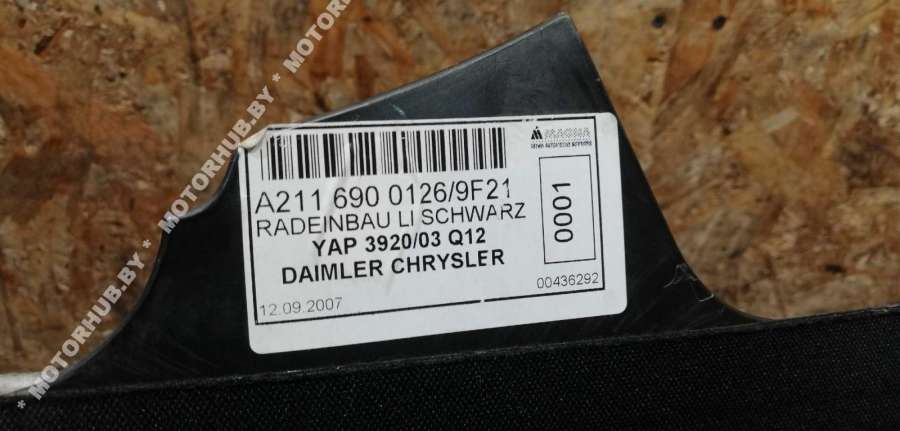 MAGNA
A211 690 0126/9F21
RADEINBAU LI SCHWARZ
YAP 3920/03 Q12
DAIMLER CHRYSLER
12.09.2007
0001
00436292
* MOTORHUB.BY * MOTORHUB.BY * MOTORHUB.BY